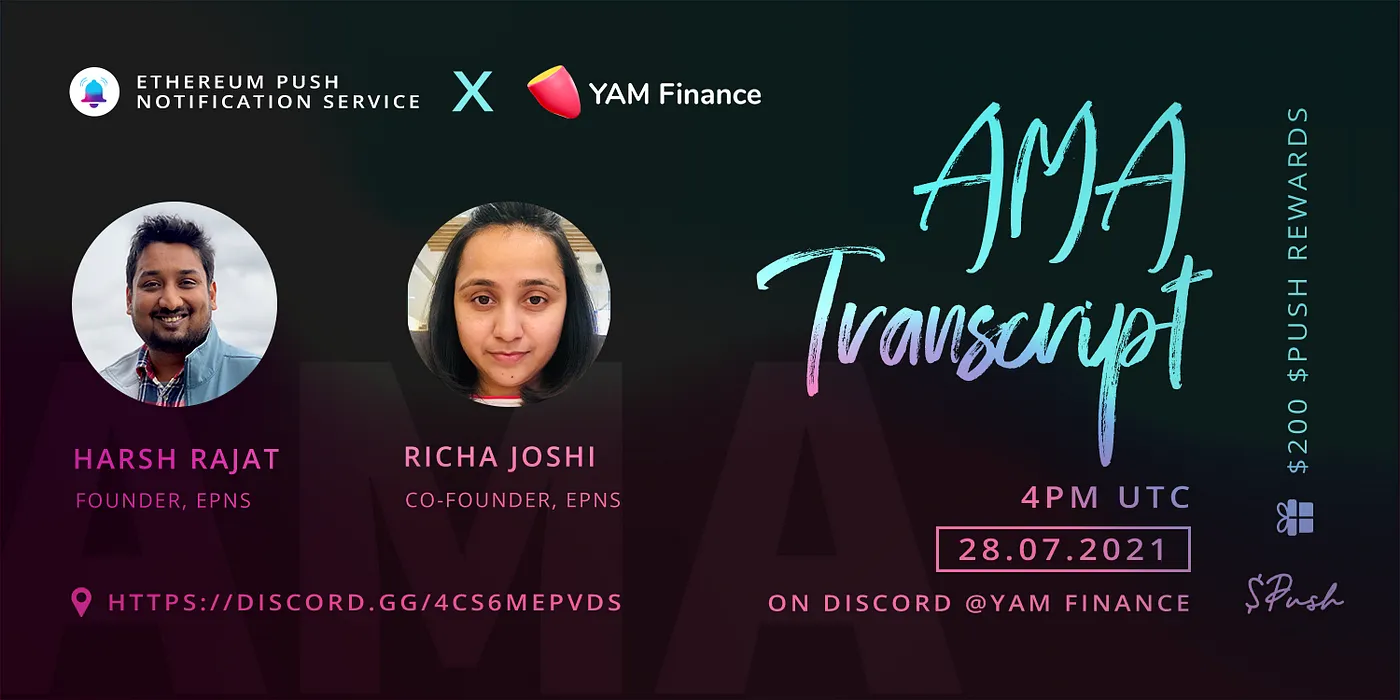 ETHEREUM PUSH
NOTIFICATION SERVICE
X
YAM Finance
AMA
Transcript
$200 $PUSH REWARDS
HARSH RAJAT
FOUNDER, EPNS
RICHA JOSHI
CO-FOUNDER, EPNS
4PM UTC
28.07.2021
HTTPS://DISCORD.GG/4CS6MEPVDS
ON DISCORD @YAM FINANCE
$Push
AMA